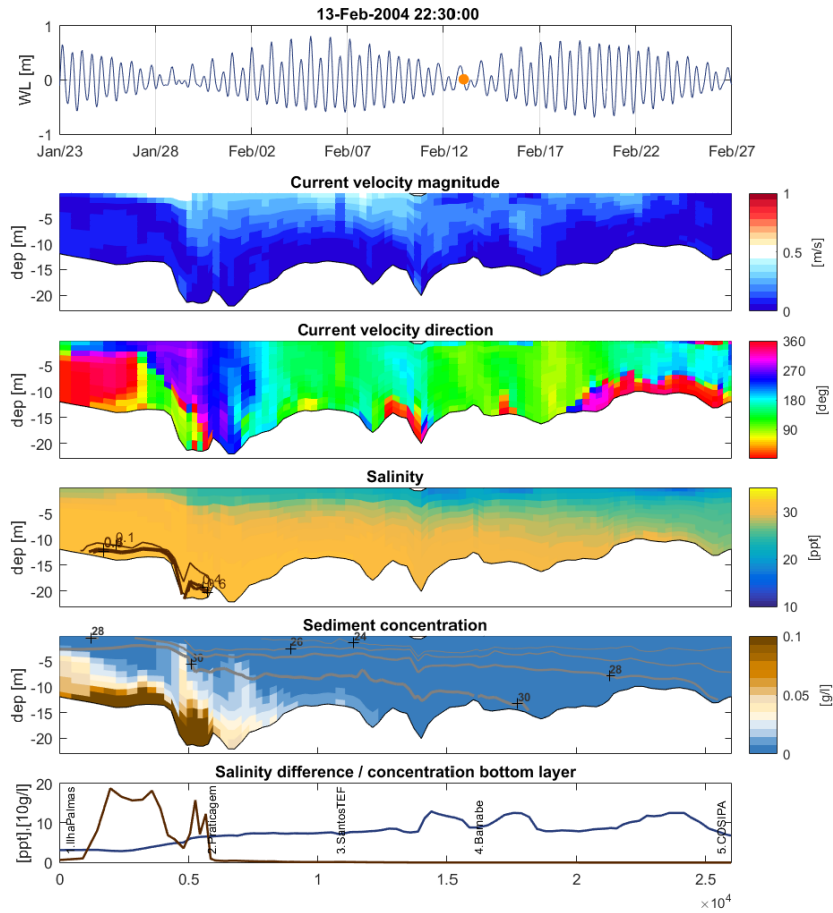 13-Feb-2004 22:30:00
WL [m]
1
0
-1
Jan/23 Jan/28 Feb/02 Feb/07 Feb/12 Feb/17 Feb/22 Feb/27
Current velocity magnitude
dep [m]
-5
-10
-15
-20
1
0.5
0
[m/s]
Current velocity direction
dep [m]
-5
-10
-15
-20
360
270
180
90
[deg]
Salinity
dep [m]
-5
-10
-15
-20
0.1
30
20
10
[ppt]
Sediment concentration
dep [m]
-5
-10
-15
-20
28
26
24
28
30
0.1
0.05
0
[g/l]
Salinity difference / concentration bottom layer
[ppt],[10g/l]
20
10
0
1.IlhaPalmas
2.Praticagem
3.SantosTEF
4.Barnabe
5.COSIPA
0 0.5 1 1.5 2 2.5
×10⁴